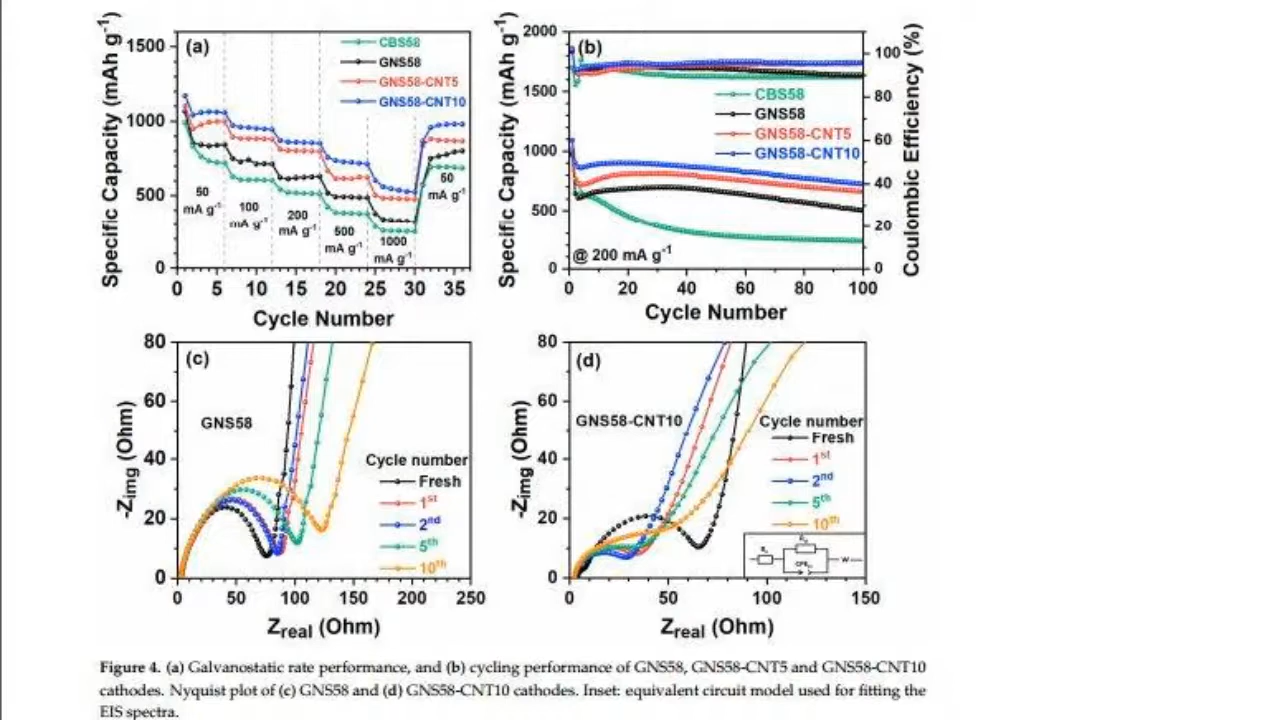 (a)
CBS58
GNS58
GNS58-CNT5
GNS58-CNT10
Specific Capacity (mAh g⁻¹)
1500
1000
500
0
50
mA g⁻¹
100
mA g⁻¹
200
mA g⁻¹
500
mA g⁻¹
1000
mA g⁻¹
50
mA g⁻¹
0 5 10 15 20 25 30 35
Cycle Number
(b)
Specific Capacity (mAh g⁻¹)
2000
1500
1000
500
0
CBS58
GNS58
GNS58-CNT5
GNS58-CNT10
@ 200 mA g⁻¹
100
80
60
40
20
0
Coulombic Efficiency (%)
0 20 40 60 80 100
Cycle Number
(c)
-Zimg (Ohm)
80
60
40
20
0
GNS58
Cycle number
Fresh
1st
2nd
5th
10th
0 50 100 150 200 250
Zreal (Ohm)
(d)
-Zimg (Ohm)
80
60
40
20
0
GNS58-CNT10
Cycle number
Fresh
1st
2nd
5th
10th
W
0 50 100 150
Zreal (Ohm)
Figure 4. (a) Galvanostatic rate performance, and (b) cycling performance of GNS58, GNS58-CNT5 and GNS58-CNT10
cathodes. Nyquist plot of (c) GNS58 and (d) GNS58-CNT10 cathodes. Inset: equivalent circuit model used for fitting the
EIS spectra.